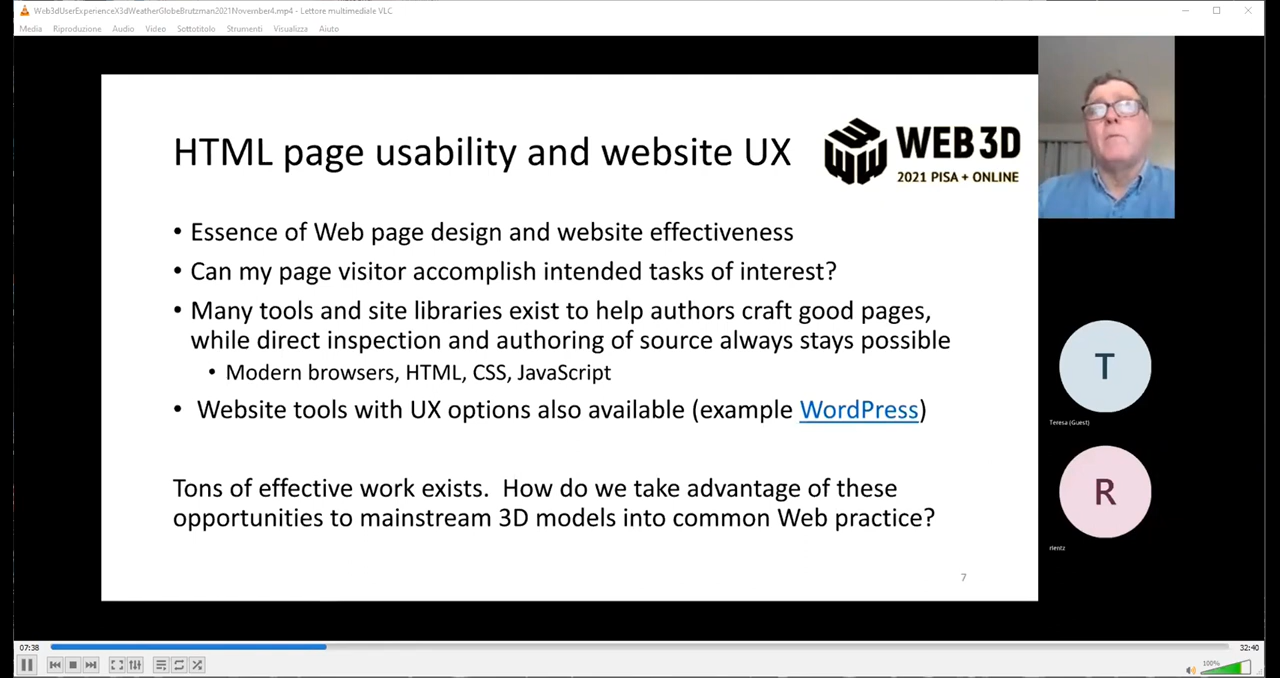 Web3dUserExperienceX3dWeatherGlobeBrutzman2021November4.mp4 - Lettore multimediale VLC
Media Riproduzione Audio Video Sottotitolo Strumenti Visualizza Aiuto
HTML page usability and website UX
WEB 3D
2021 PISA + ONLINE
• Essence of Web page design and website effectiveness
• Can my page visitor accomplish intended tasks of interest?
• Many tools and site libraries exist to help authors craft good pages,
while direct inspection and authoring of source always stays possible
• Modern browsers, HTML, CSS, JavaScript
• Website tools with UX options also available (example WordPress)
Tons of effective work exists. How do we take advantage of these
opportunities to mainstream 3D models into common Web practice?
7
T
Teresa (Guest)
R
rlentz
07:38
32:40
100%